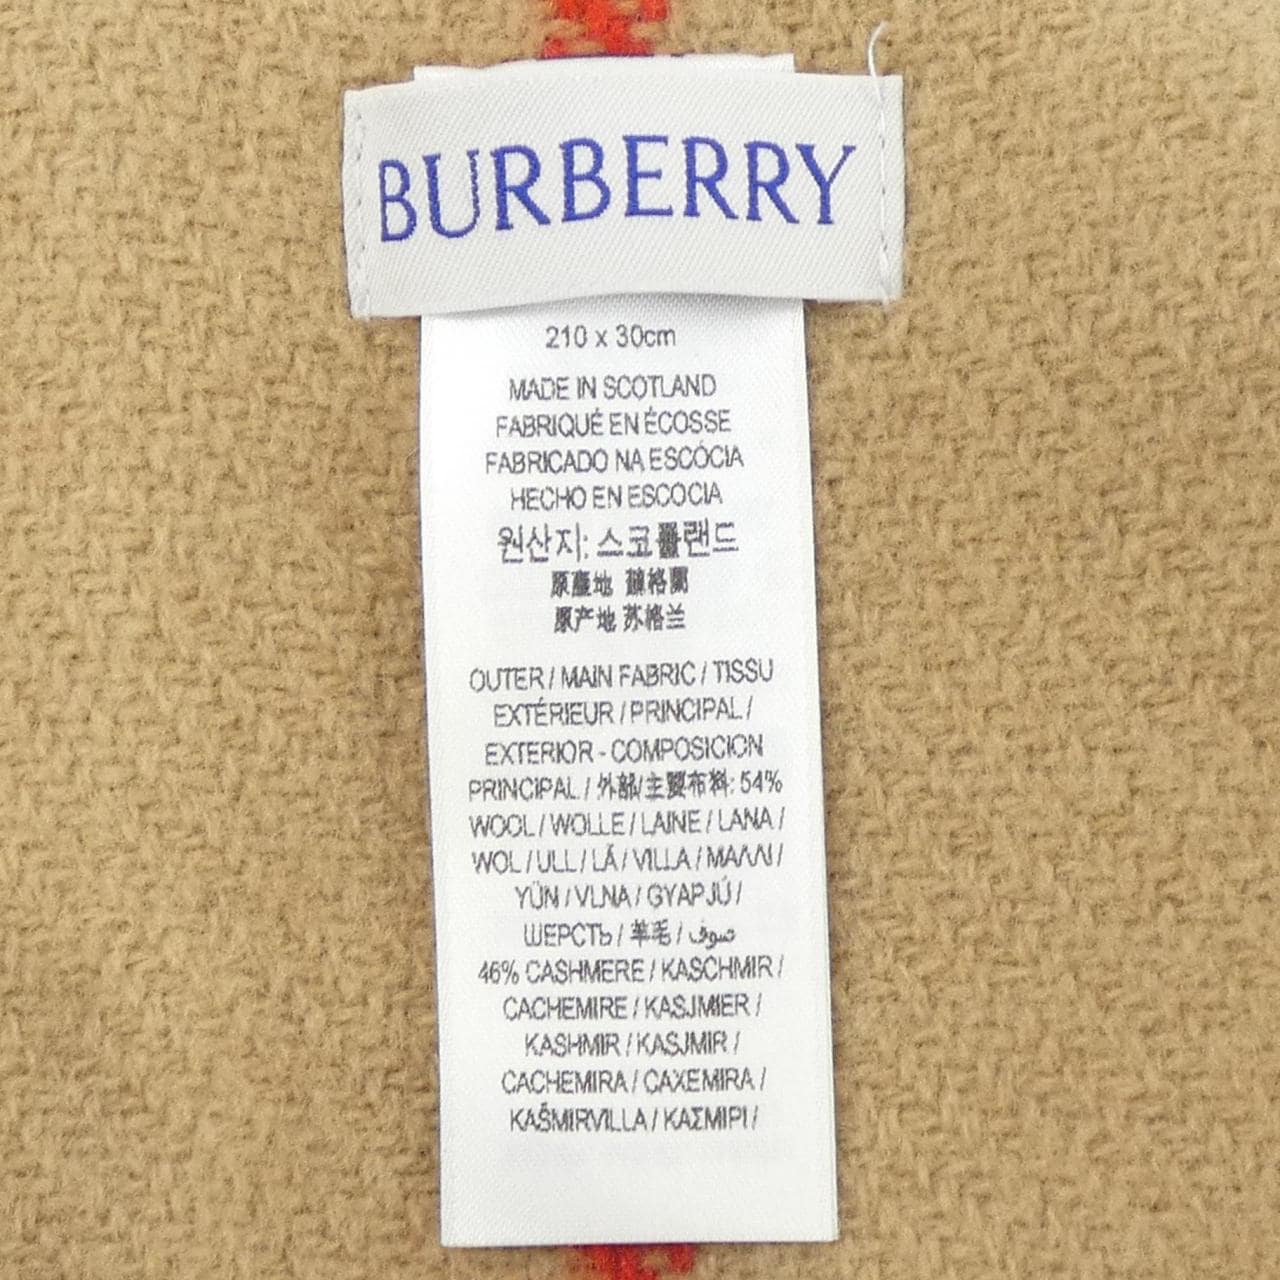 BURBERRY
210 x 30cm
MADE IN SCOTLAND
FABRIQUÉ EN ÉCOSSE
FABRICADO NA ESCÓCIA
HECHO EN ESCOCIA
원산지: 스코틀랜드
原產地 蘇格蘭
原产地 苏格兰
OUTER / MAIN FABRIC / TISSU
EXTÉRIEUR / PRINCIPAL /
EXTERIOR - COMPOSICION
PRINCIPAL / 外部/主要布料: 54%
WOOL / WOLLE / LAINE / LANA /
WOL / ULL / LÃ / VILLA / ΜΑΛΛΙ /
YÜN / VLNA / GYAPJÚ /
ШЕРСТЬ / 羊毛 / صوف
46% CASHMERE / KASCHMIR /
CACHEMIRE / KASJMIER /
KASHMIR / KASJMIR /
CACHEMIRA / CAXEMIRA /
KAŠMIRVILLA / ΚΑΣΜΙΡΙ /